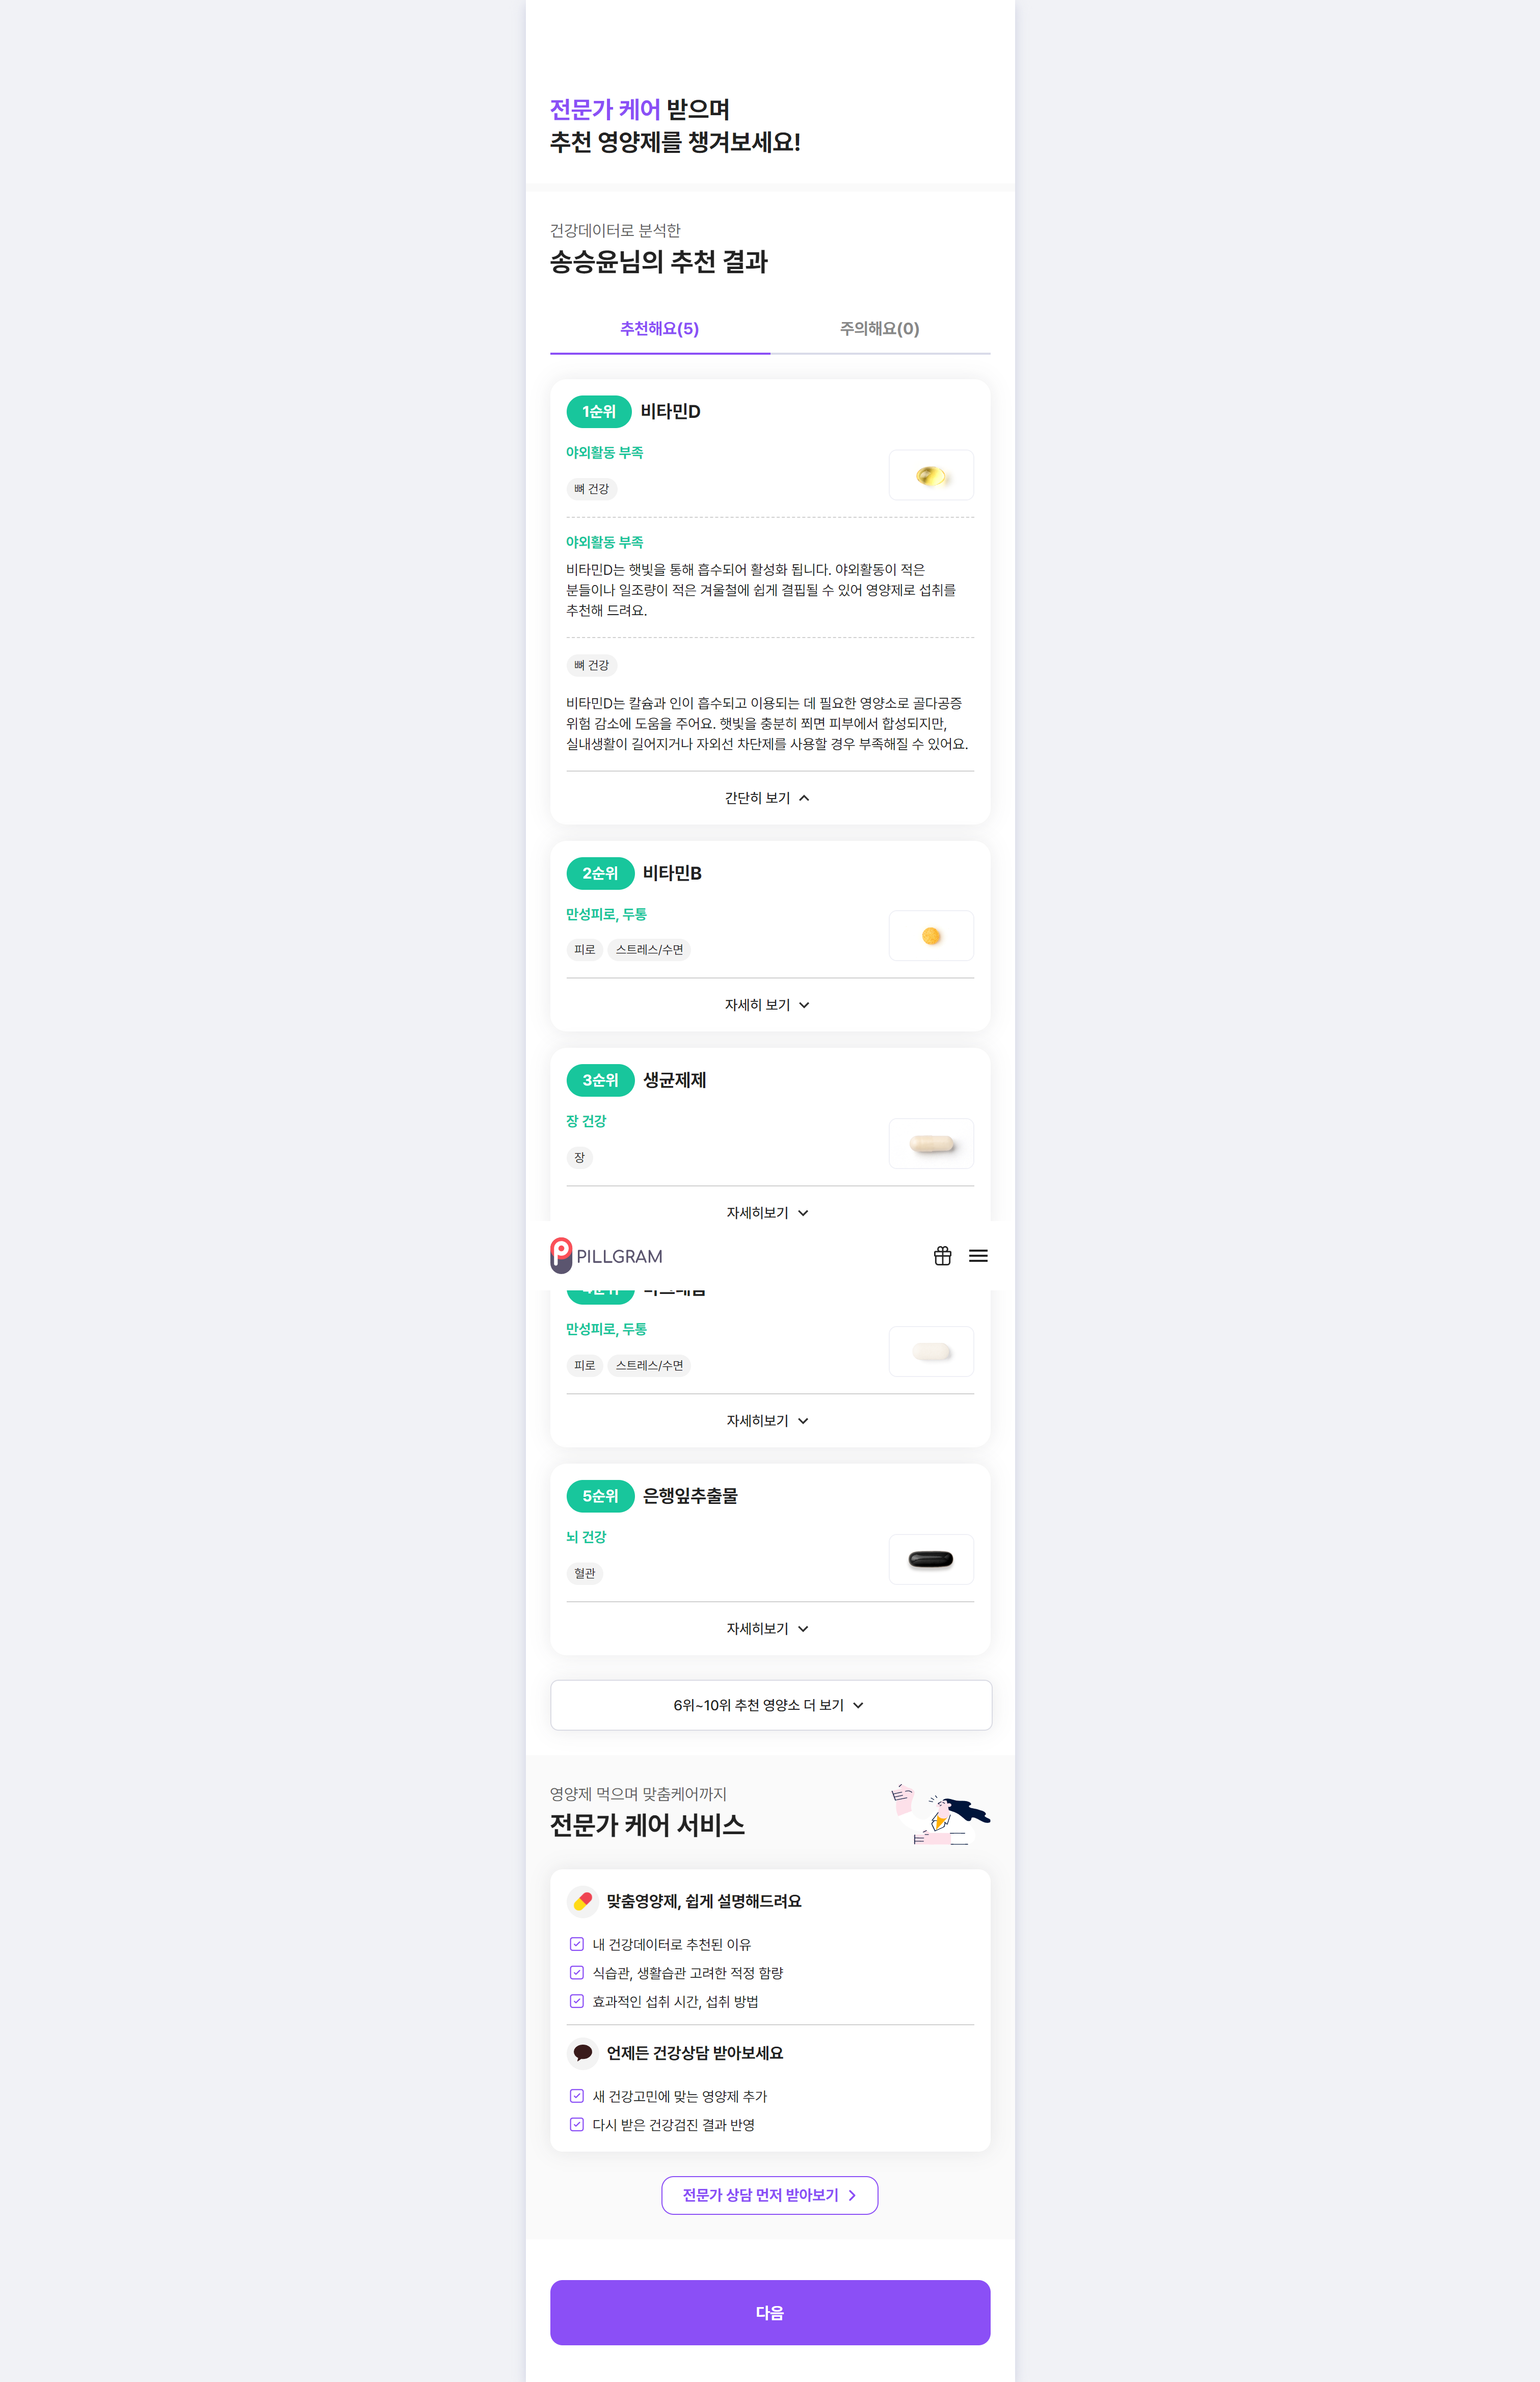 전문가 케어 받으며
추천 영양제를 챙겨보세요!
건강데이터로 분석한
송승윤님의 추천 결과
추천해요(5)
주의해요(0)
1순위 비타민D
야외활동 부족
뼈 건강
야외활동 부족
비타민D는 햇빛을 통해 흡수되어 활성화 됩니다. 야외활동이 적은
분들이나 일조량이 적은 겨울철에 쉽게 결핍될 수 있어 영양제로 섭취를
추천해 드려요.
뼈 건강
비타민D는 칼슘과 인이 흡수되고 이용되는 데 필요한 영양소로 골다공증
위험 감소에 도움을 주어요. 햇빛을 충분히 쬐면 피부에서 합성되지만,
실내생활이 길어지거나 자외선 차단제를 사용할 경우 부족해질 수 있어요.
간단히 보기
2순위 비타민B
만성피로, 두통
피로 스트레스/수면
자세히 보기
3순위 생균제제
장 건강
장
자세히보기
PILLGRAM
만성피로, 두통
피로 스트레스/수면
자세히보기
5순위 은행잎추출물
뇌 건강
혈관
자세히보기
6위~10위 추천 영양소 더 보기
영양제 먹으며 맞춤케어까지
전문가 케어 서비스
맞춤영양제, 쉽게 설명해드려요
내 건강데이터로 추천된 이유
식습관, 생활습관 고려한 적정 함량
효과적인 섭취 시간, 섭취 방법
언제든 건강상담 받아보세요
새 건강고민에 맞는 영양제 추가
다시 받은 건강검진 결과 반영
전문가 상담 먼저 받아보기
다음